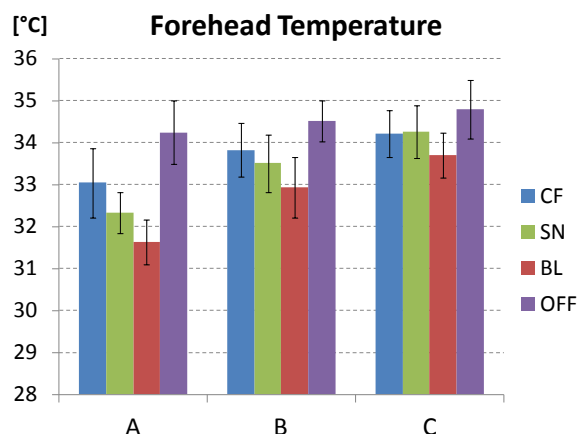 [°C]
Forehead Temperature
36
35
34
33
32
31
30
29
28
A
B
C
CF
SN
BL
OFF